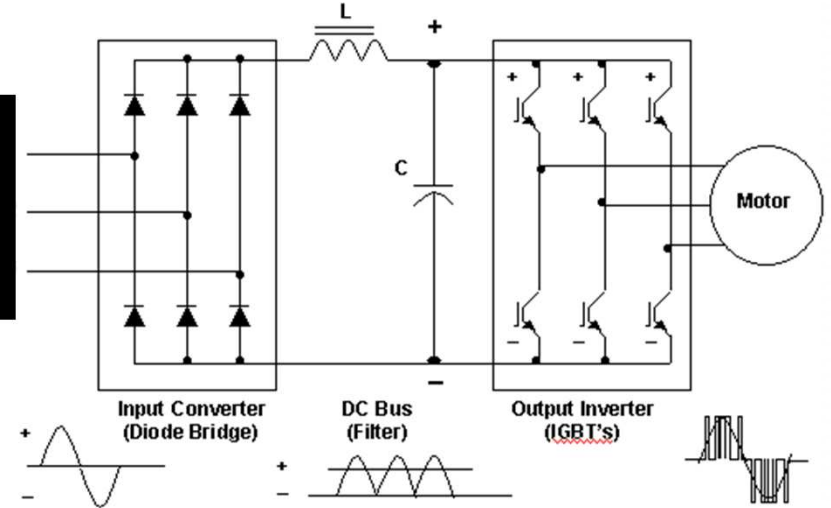 L
+
+ + +
C
Motor
− − −
−
Input Converter
(Diode Bridge)
DC Bus
(Filter)
Output Inverter
(IGBT's)
+
−
+
−